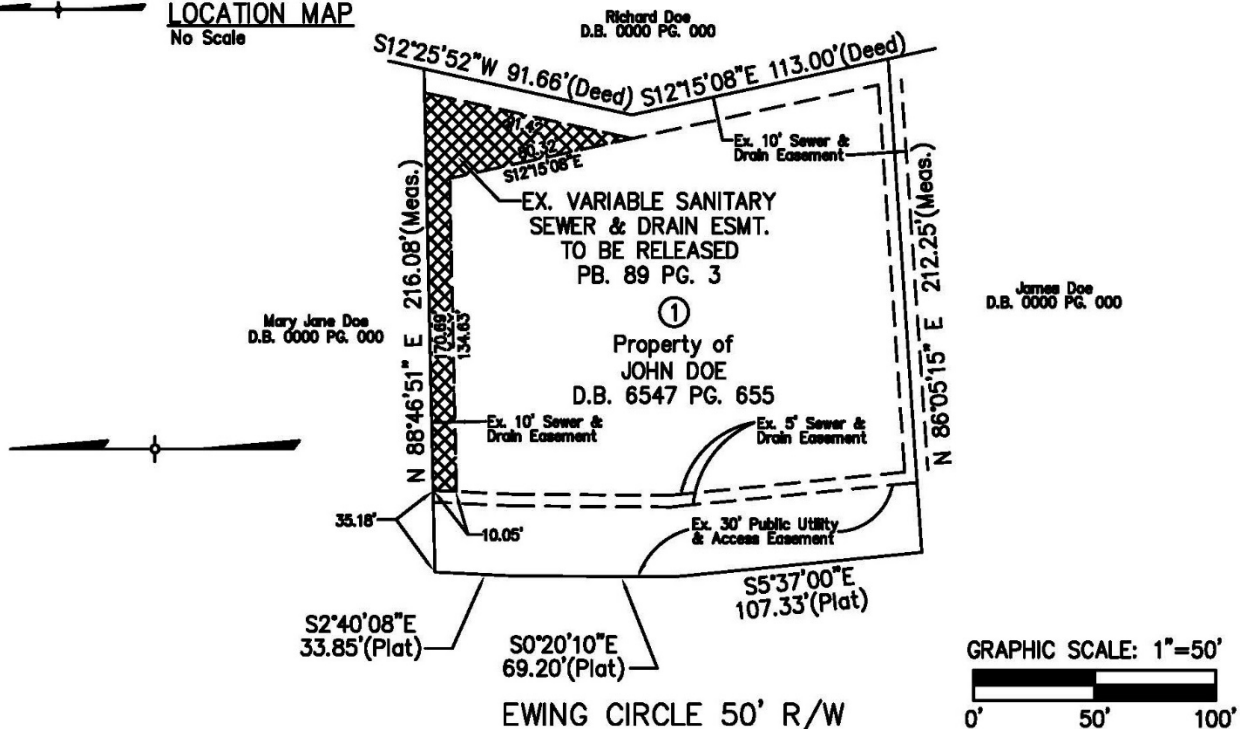 LOCATION MAP
No Scale
Richard Doe
D.B. 0000 PG. 000
S12°25'52"W 91.66'(Deed)
S12°15'08"E 113.00'(Deed)
91.42'
80.32'
S12°15'08"E
Ex. 10' Sewer &
Drain Easement
EX. VARIABLE SANITARY
SEWER & DRAIN ESMT.
TO BE RELEASED
PB. 89 PG. 3
1
Property of
JOHN DOE
D.B. 6547 PG. 655
N 88°46'51" E 216.08'(Meas.)
170.69'
134.63'
Mary Jane Doe
D.B. 0000 PG. 000
N 86°05'15" E 212.25'(Meas.)
James Doe
D.B. 0000 PG. 000
Ex. 10' Sewer &
Drain Easement
Ex. 5' Sewer &
Drain Easement
35.18'
10.05'
Ex. 30' Public Utility
& Access Easement
S5°37'00"E
107.33'(Plat)
S2°40'08"E
33.85'(Plat)
S0°20'10"E
69.20'(Plat)
EWING CIRCLE 50' R/W
GRAPHIC SCALE: 1"=50'
0' 50' 100'